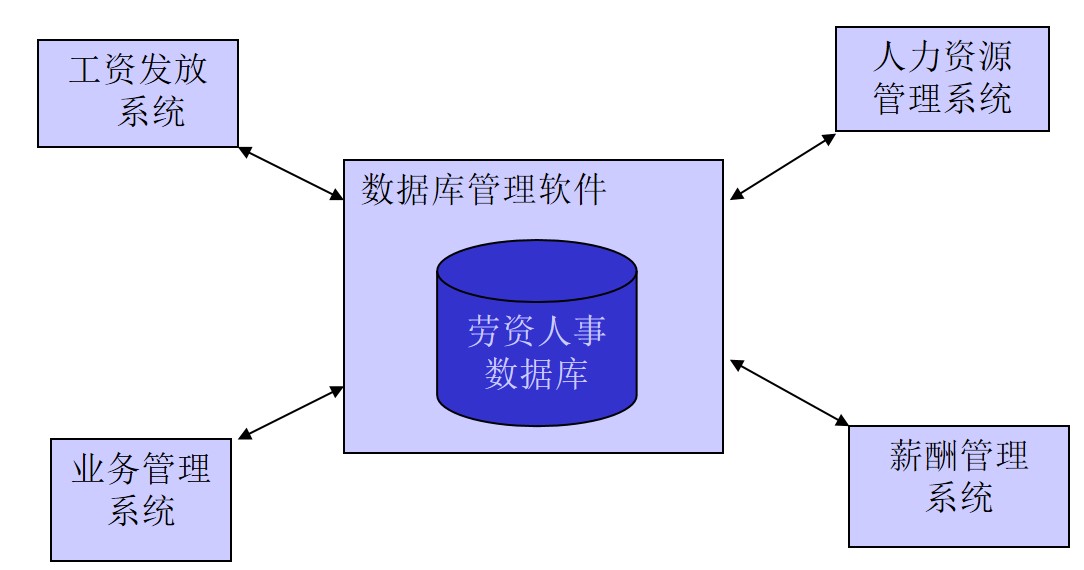 工资发放
系统
人力资源
管理系统
数据库管理软件
劳资人事
数据库
业务管理
系统
薪酬管理
系统